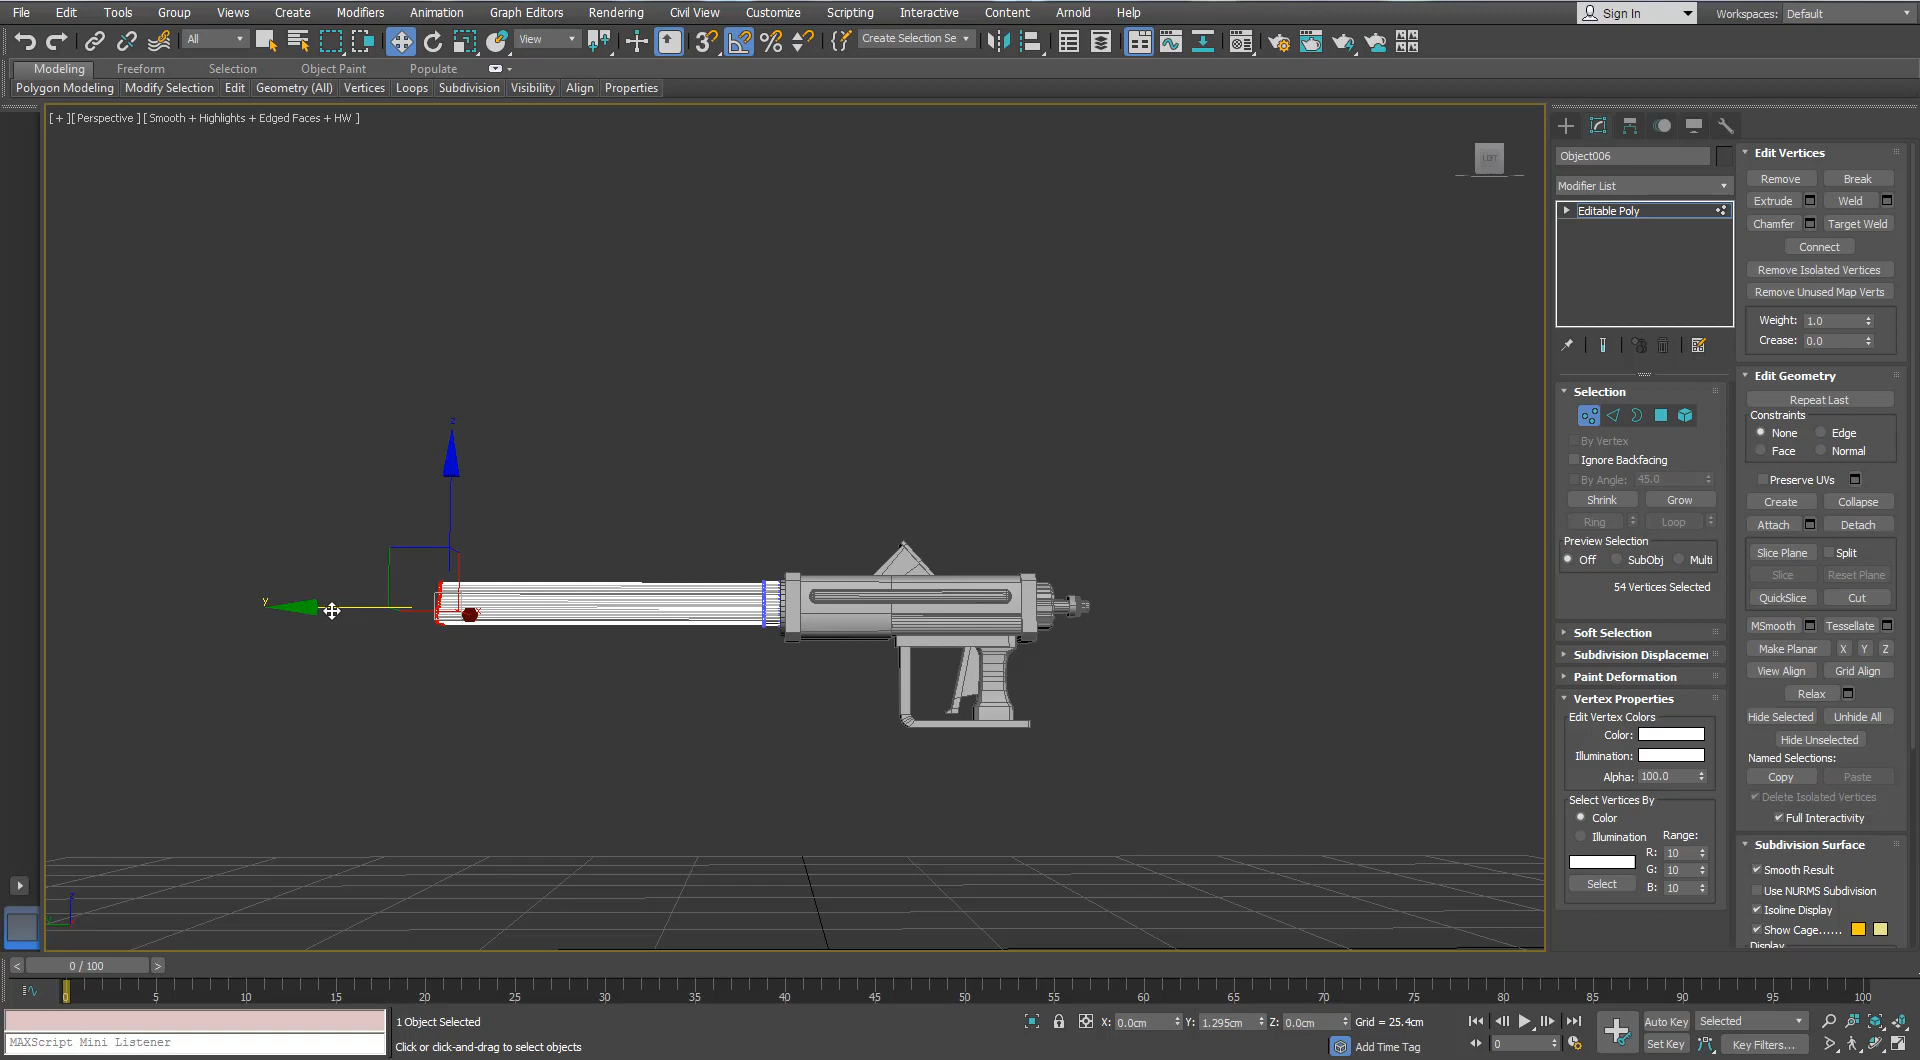 File Edit Tools Group Views Create Modifiers Animation Graph Editors Rendering Civil View Customize Scripting Interactive Content Arnold Help Sign In Workspaces: Default
All View Create Selection Se
Modeling Freeform Selection Object Paint Populate
Polygon Modeling Modify Selection Edit Geometry (All) Vertices Loops Subdivision Visibility Align Properties
[ + ][ Perspective ] [ Smooth + Highlights + Edged Faces + HW ]
LEFT
z
y
x
Object006
Modifier List
Editable Poly
Selection
By Vertex
Ignore Backfacing
By Angle: 45.0
Shrink Grow
Ring Loop
Preview Selection
Off SubObj Multi
54 Vertices Selected
Soft Selection
Subdivision Displacemer
Paint Deformation
Vertex Properties
Edit Vertex Colors
Color:
Illumination:
Alpha: 100.0
Select Vertices By
Color
Illumination Range:
R: 10
G: 10
B: 10
Select
Edit Vertices
Remove Break
Extrude Weld
Chamfer Target Weld
Connect
Remove Isolated Vertices
Remove Unused Map Verts
Weight: 1.0
Crease: 0.0
Edit Geometry
Repeat Last
Constraints
None Edge
Face Normal
Preserve UVs
Create Collapse
Attach Detach
Slice Plane Split
Slice Reset Plane
QuickSlice Cut
MSmooth Tessellate
Make Planar X Y Z
View Align Grid Align
Relax
Hide Selected Unhide All
Hide Unselected
Named Selections:
Copy Paste
Delete Isolated Vertices
Full Interactivity
Subdivision Surface
Smooth Result
Use NURMS Subdivision
Isoline Display
Show Cage......
Display
< 0 / 100 >
0 5 10 15 20 25 30 35 40 45 50 55 60 65 70 75 80 85 90 95 100
1 Object Selected X: 0.0cm Y: 1.295cm Z: 0.0cm Grid = 25.4cm Auto Key Selected
MAXScript Mini Listener Click or click-and-drag to select objects Add Time Tag 0 Set Key Key Filters...